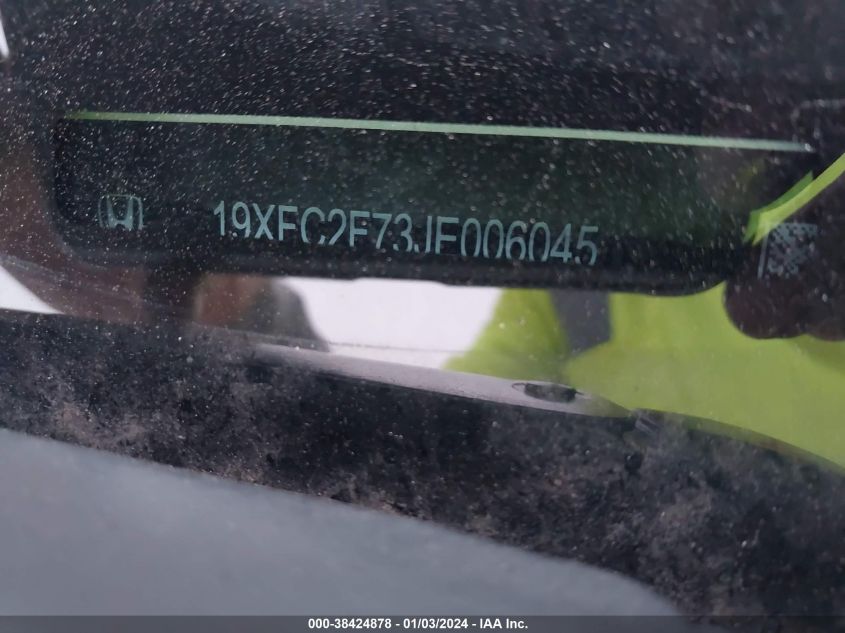 19XFC2F73JE006045
000-38424878 - 01/03/2024 - IAA Inc.